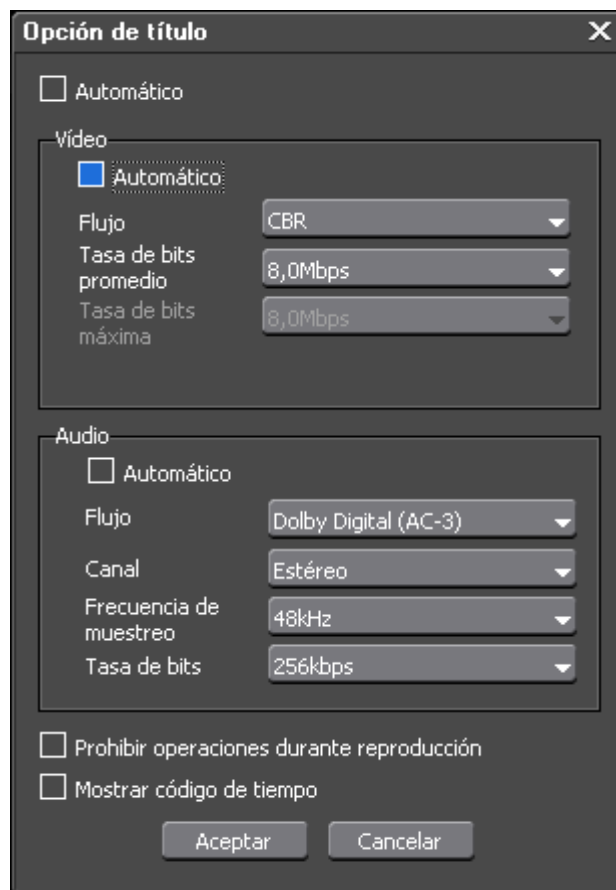 Opción de título
Automático
Vídeo
Automático
Flujo
CBR
Tasa de bits
promedio
8,0Mbps
Tasa de bits
máxima
8,0Mbps
Audio
Automático
Flujo
Dolby Digital (AC-3)
Canal
Estéreo
Frecuencia de
muestreo
48kHz
Tasa de bits
256kbps
Prohibir operaciones durante reproducción
Mostrar código de tiempo
Aceptar
Cancelar